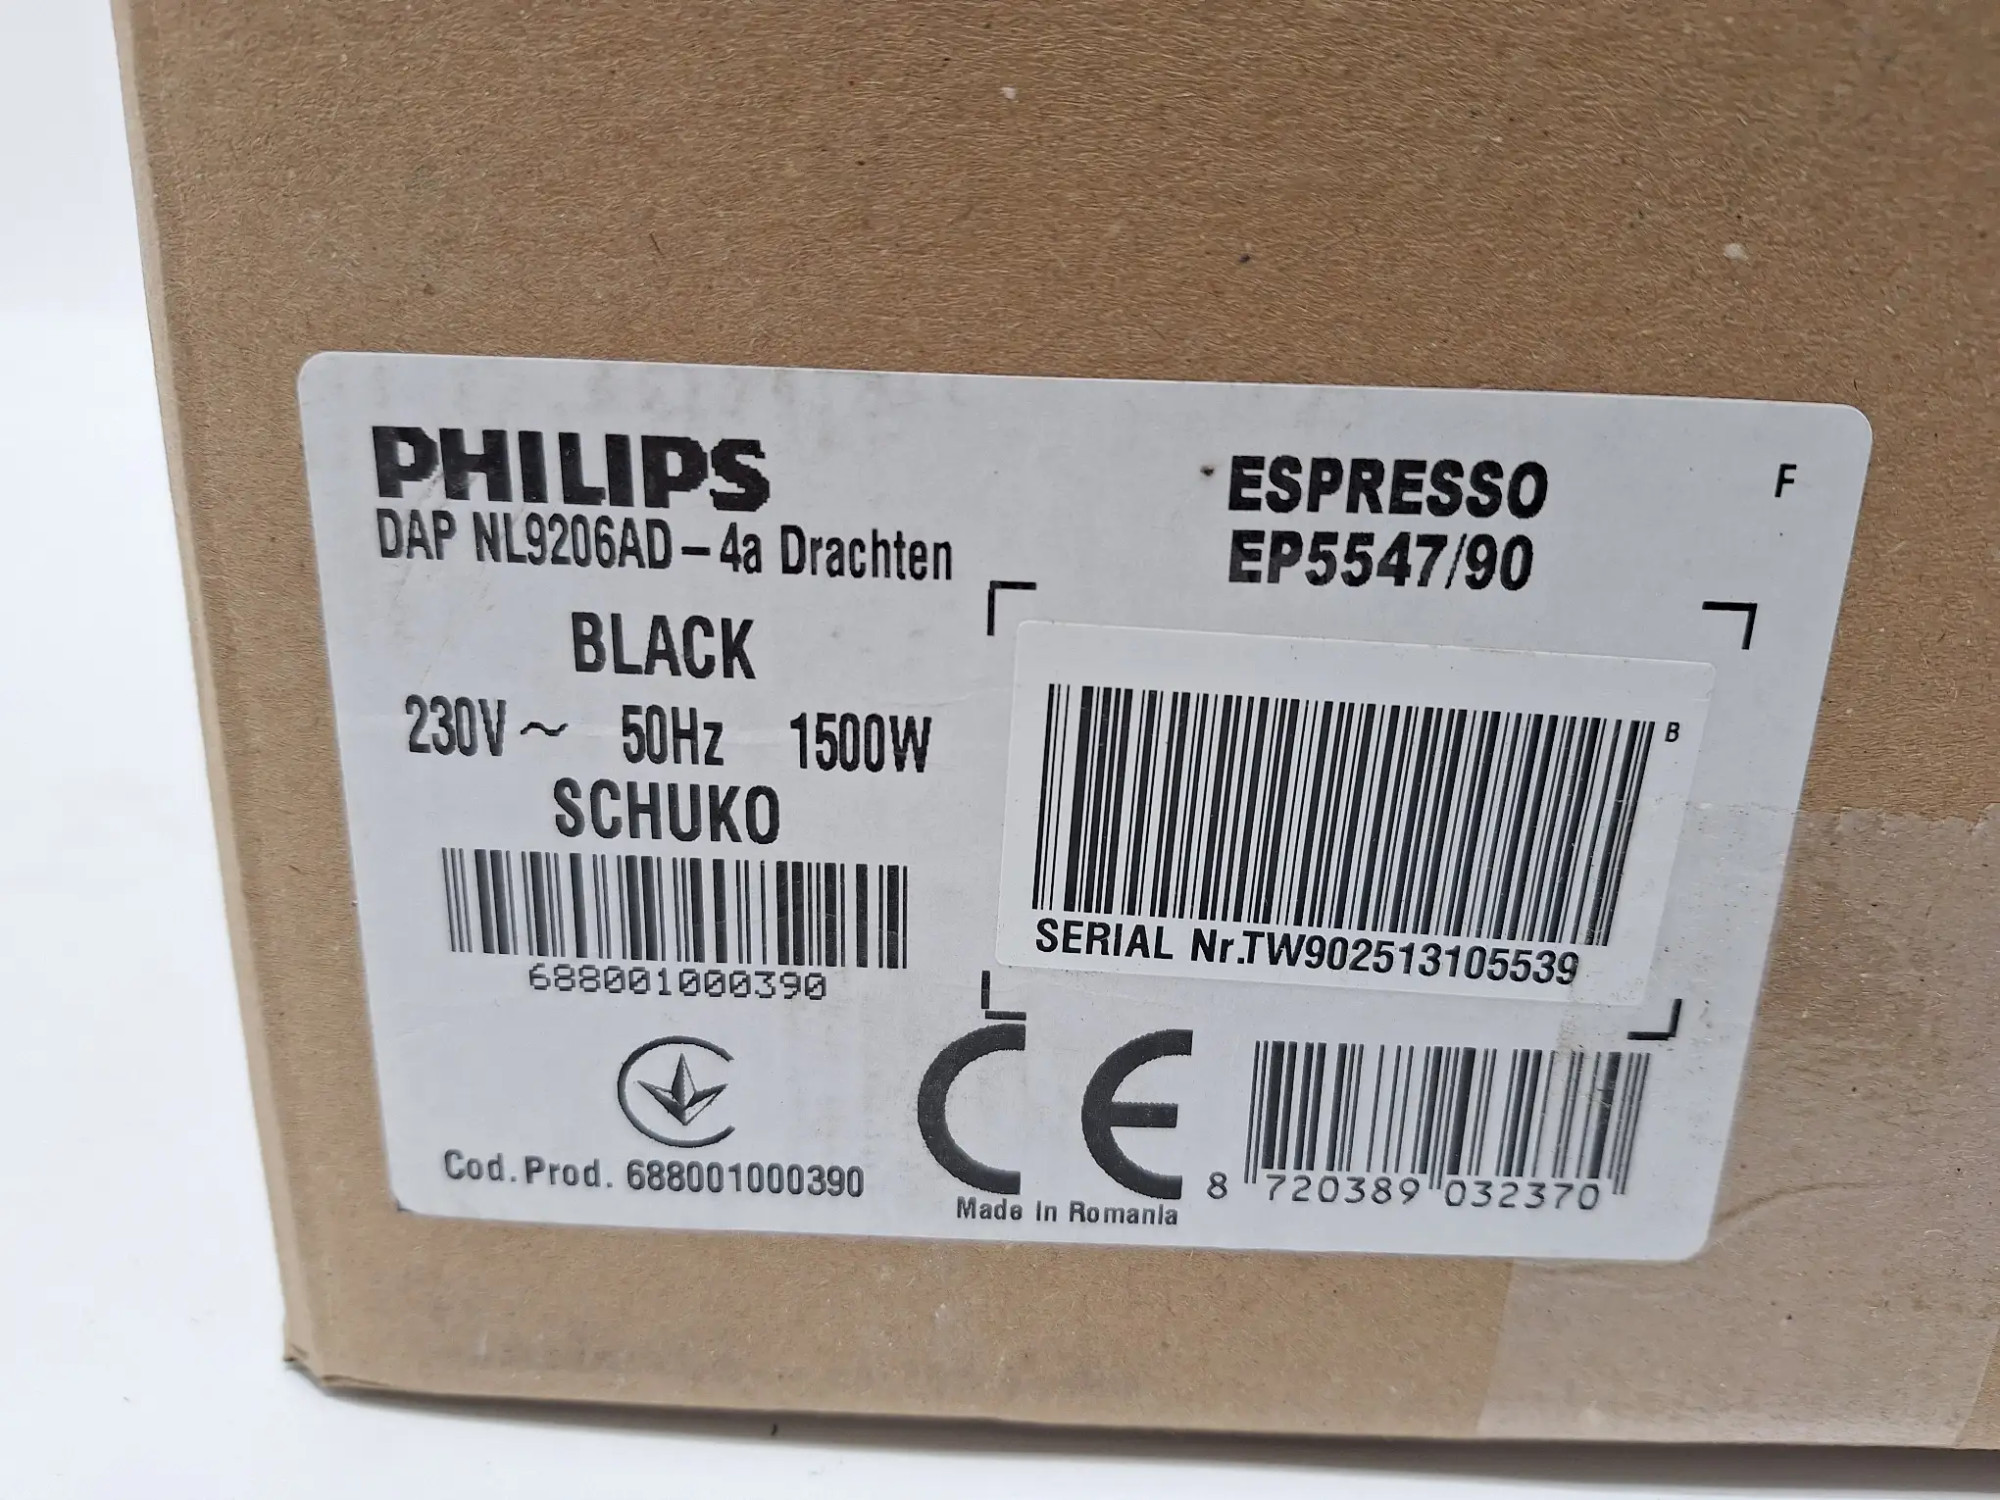 PHILIPS
DAP NL9206AD-4a Drachten
BLACK
230V~ 50Hz 1500W
SCHUKO
688001000390
Cod.Prod. 688001000390
ESPRESSO
EP5547/90
F
B
SERIAL Nr.TW902513105539
CE
Made in Romania
8 720389 032370